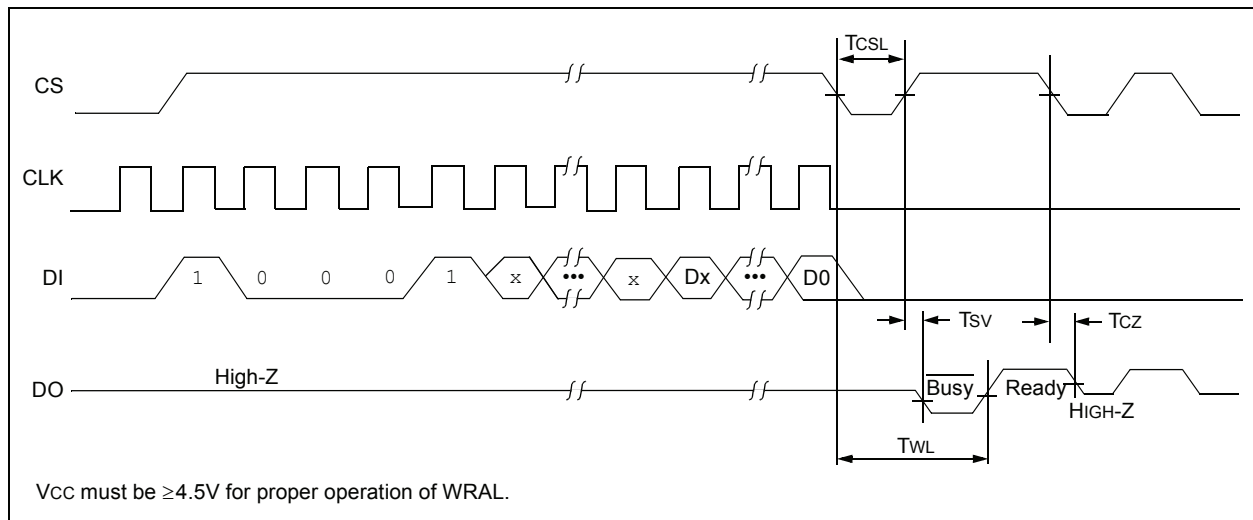 TCSL
CS
CLK
DI 1 0 0 0 1 x ••• x Dx ••• D0
TSV TCZ
DO High-Z Busy Ready
HIGH-Z
TWL
VCC must be ≥4.5V for proper operation of WRAL.